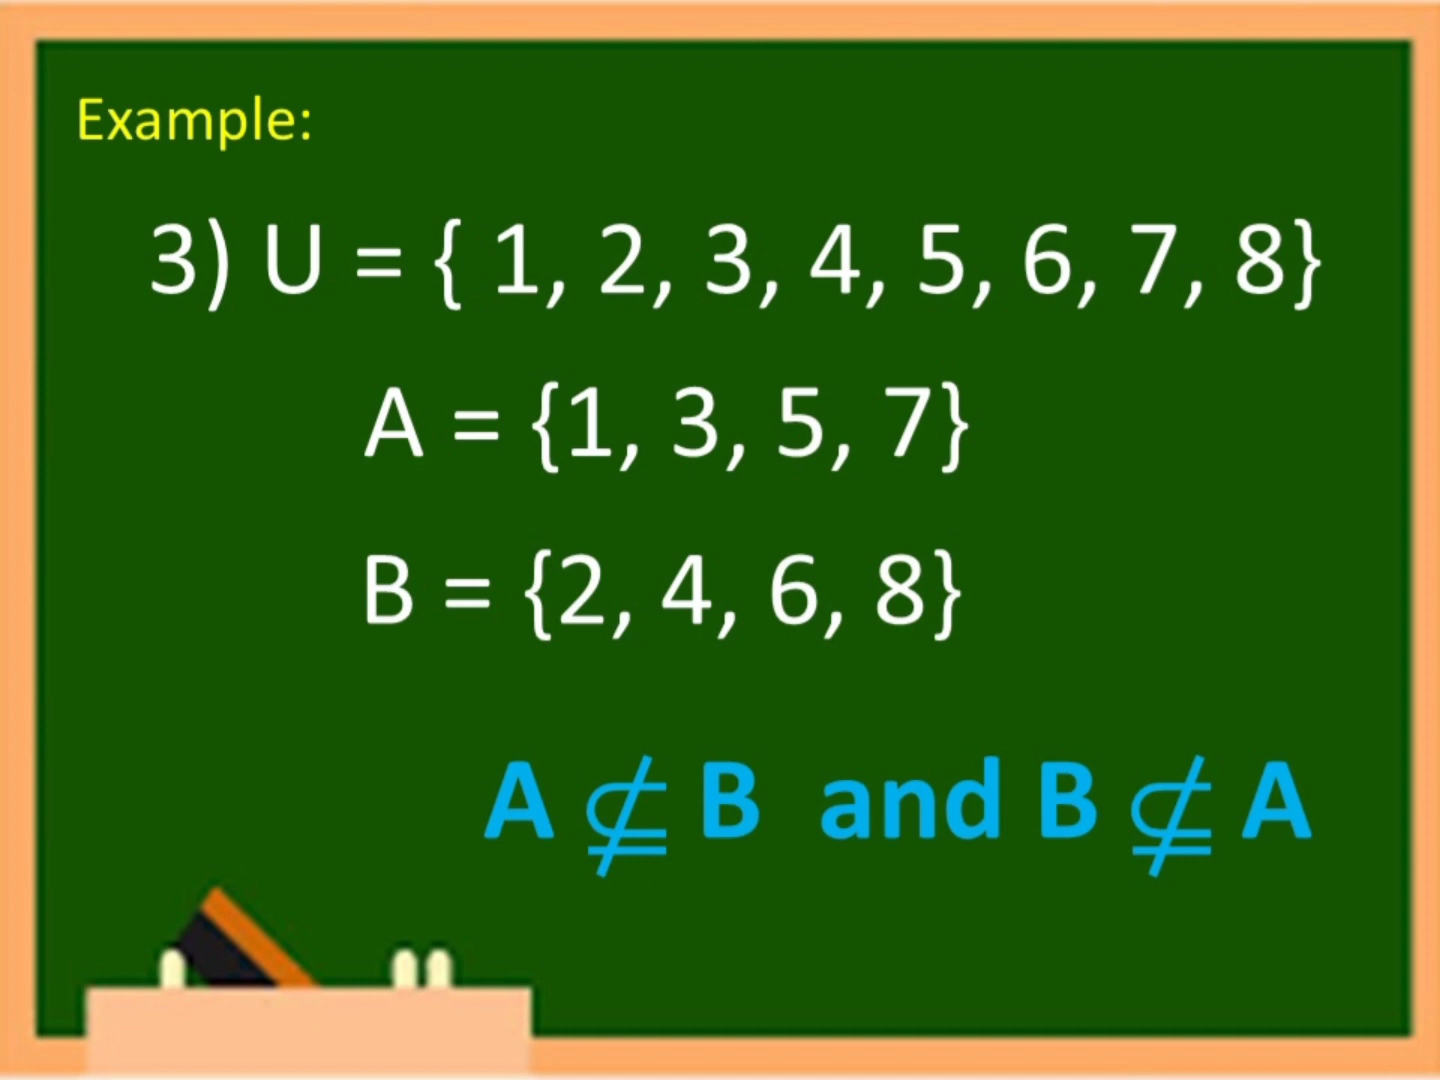 Example:
3) U = { 1, 2, 3, 4, 5, 6, 7, 8}
A = {1, 3, 5, 7}
B = {2, 4, 6, 8}
A ⊈ B and B ⊈ A